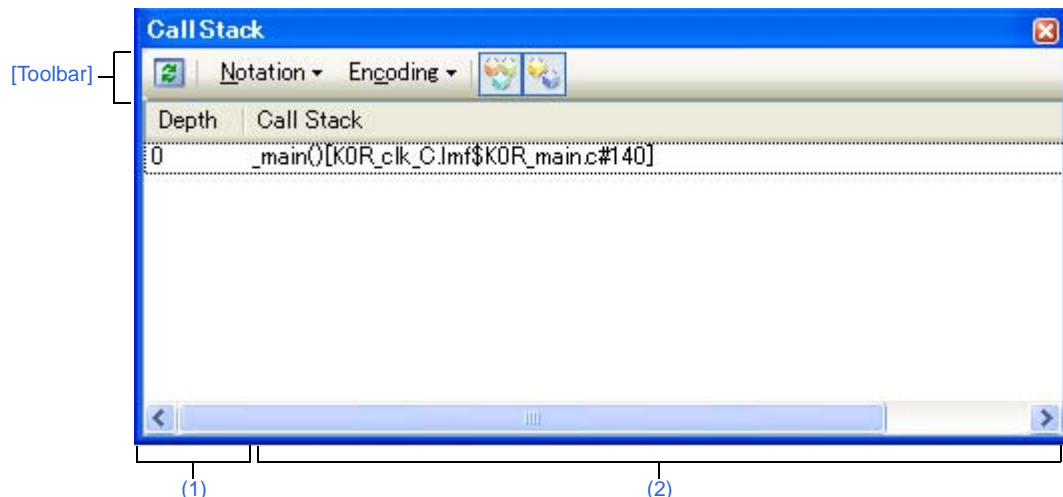 Call Stack
[Toolbar]
Notation Encoding
Depth Call Stack
0 _main()[K0R_clk_C.lmf$K0R_main.c#140]
(1) (2)